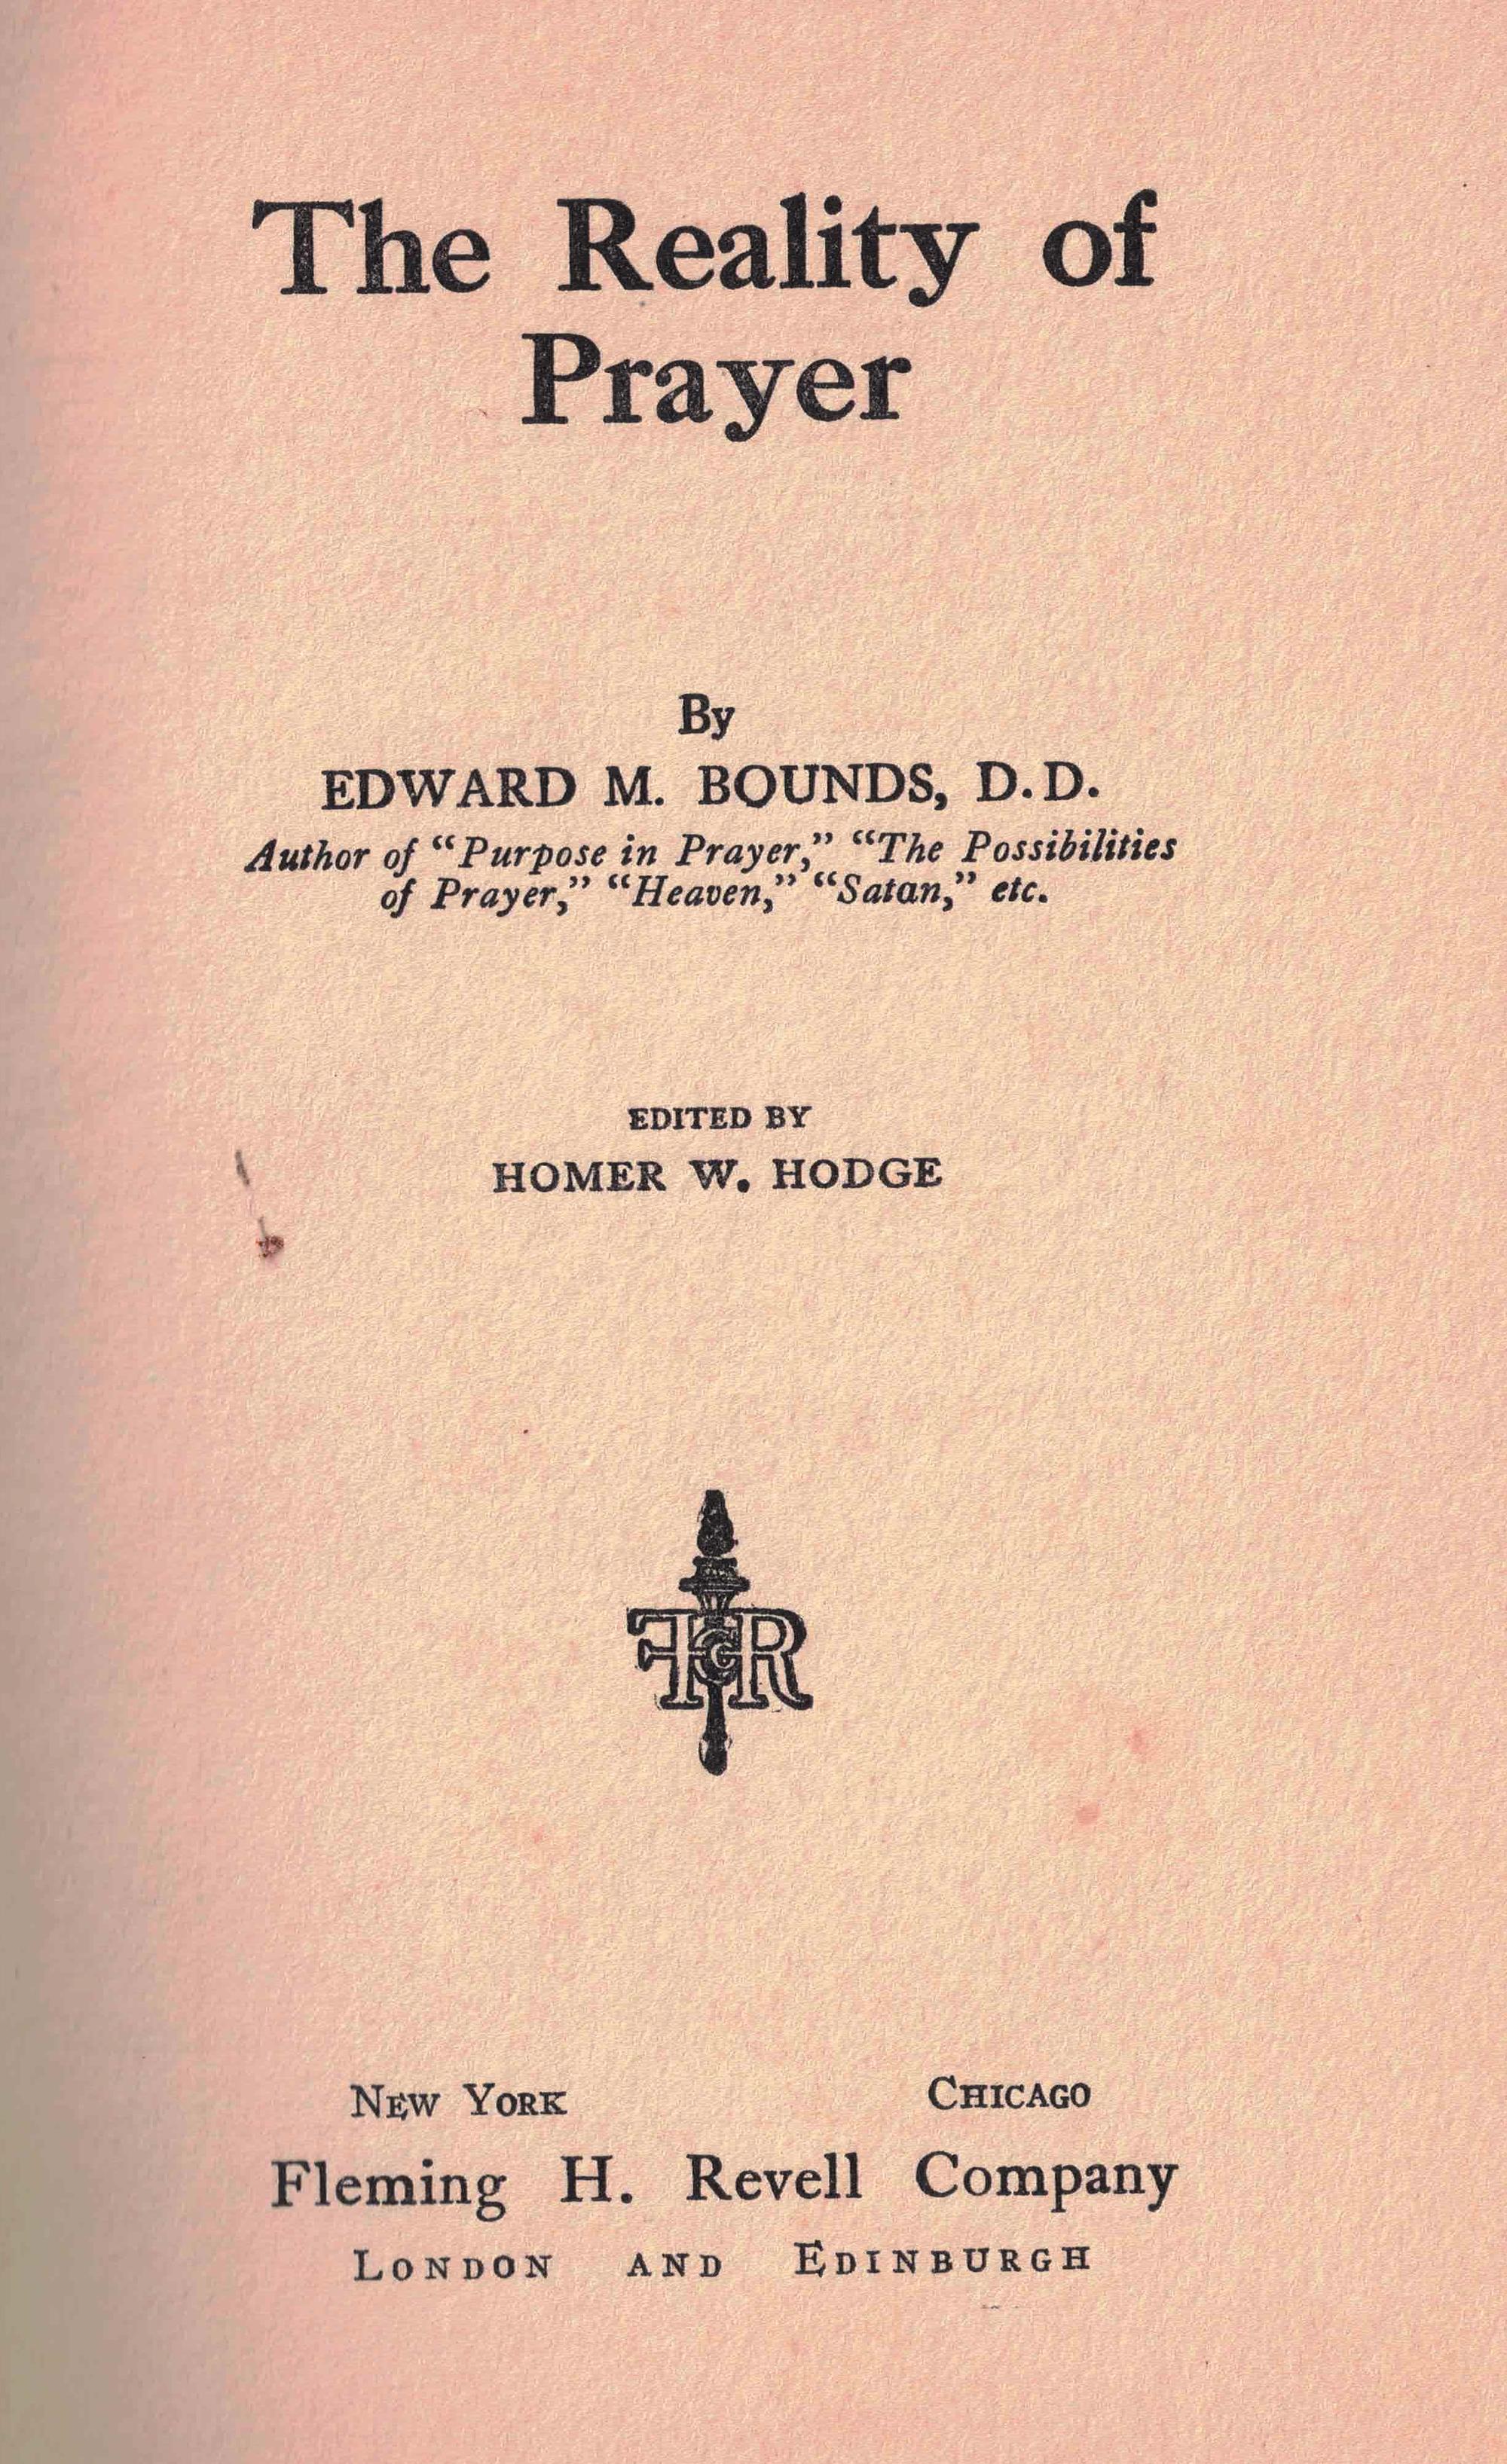 The Reality of
Prayer
By
EDWARD M. BOUNDS, D.D.
Author of “Purpose in Prayer,” “The Possibilities
of Prayer,” “Heaven,” “Satan,” etc.
EDITED BY
HOMER W. HODGE
FCR
NEW YORK CHICAGO
Fleming H. Revell Company
LONDON AND EDINBURGH